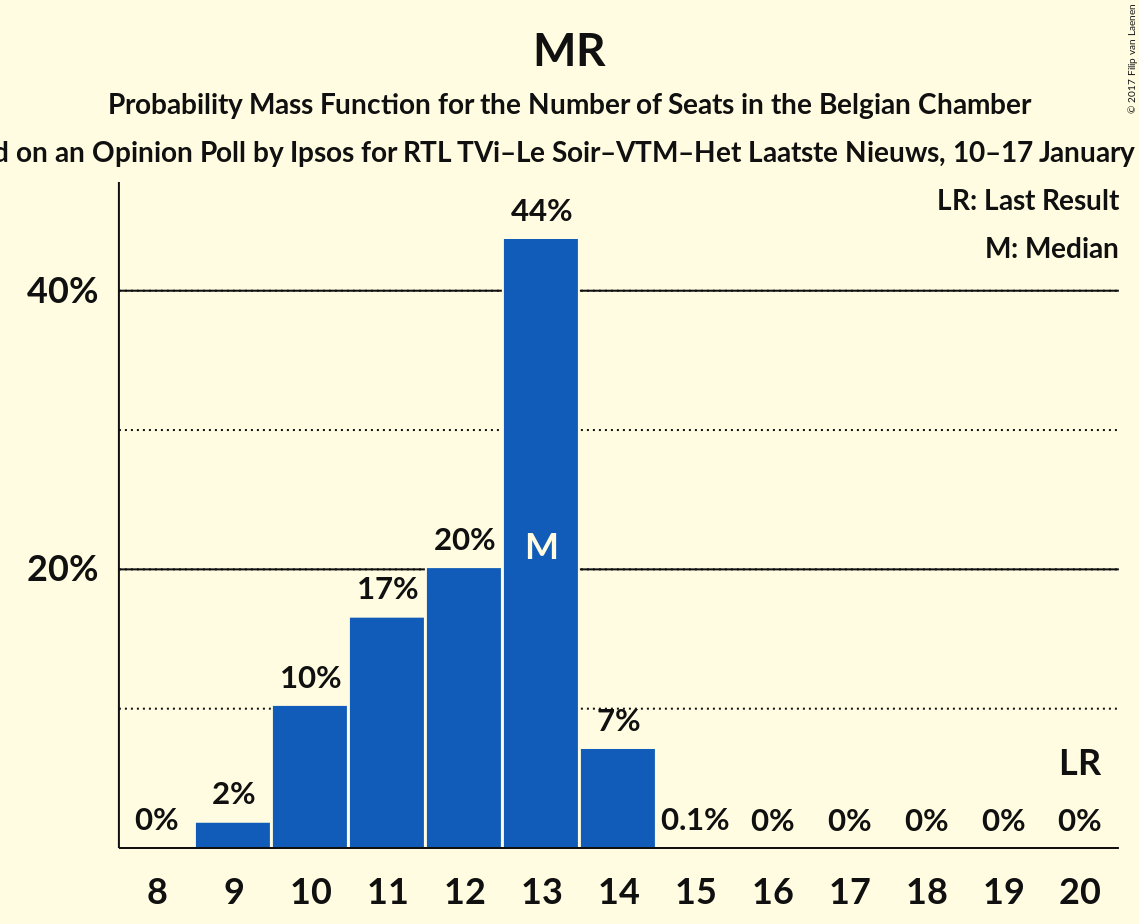 MR
Probability Mass Function for the Number of Seats in the Belgian Chamber
on an Opinion Poll by Ipsos for RTL TVi–Le Soir–VTM–Het Laatste Nieuws, 10–17 January
© 2017 Filip van Laenen
LR: Last Result
M: Median
44%
40%
20%
M
20%
17%
10%
7%
LR
2%
0%
0.1%
0%
0%
0%
0%
0%
8 9 10 11 12 13 14 15 16 17 18 19 20